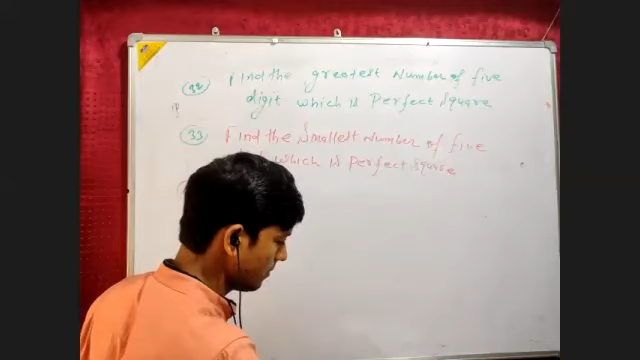 32 Find the greatest Number of five
digit which is Perfect Square
33 Find the Smallest Number of five
which is Perfect Square